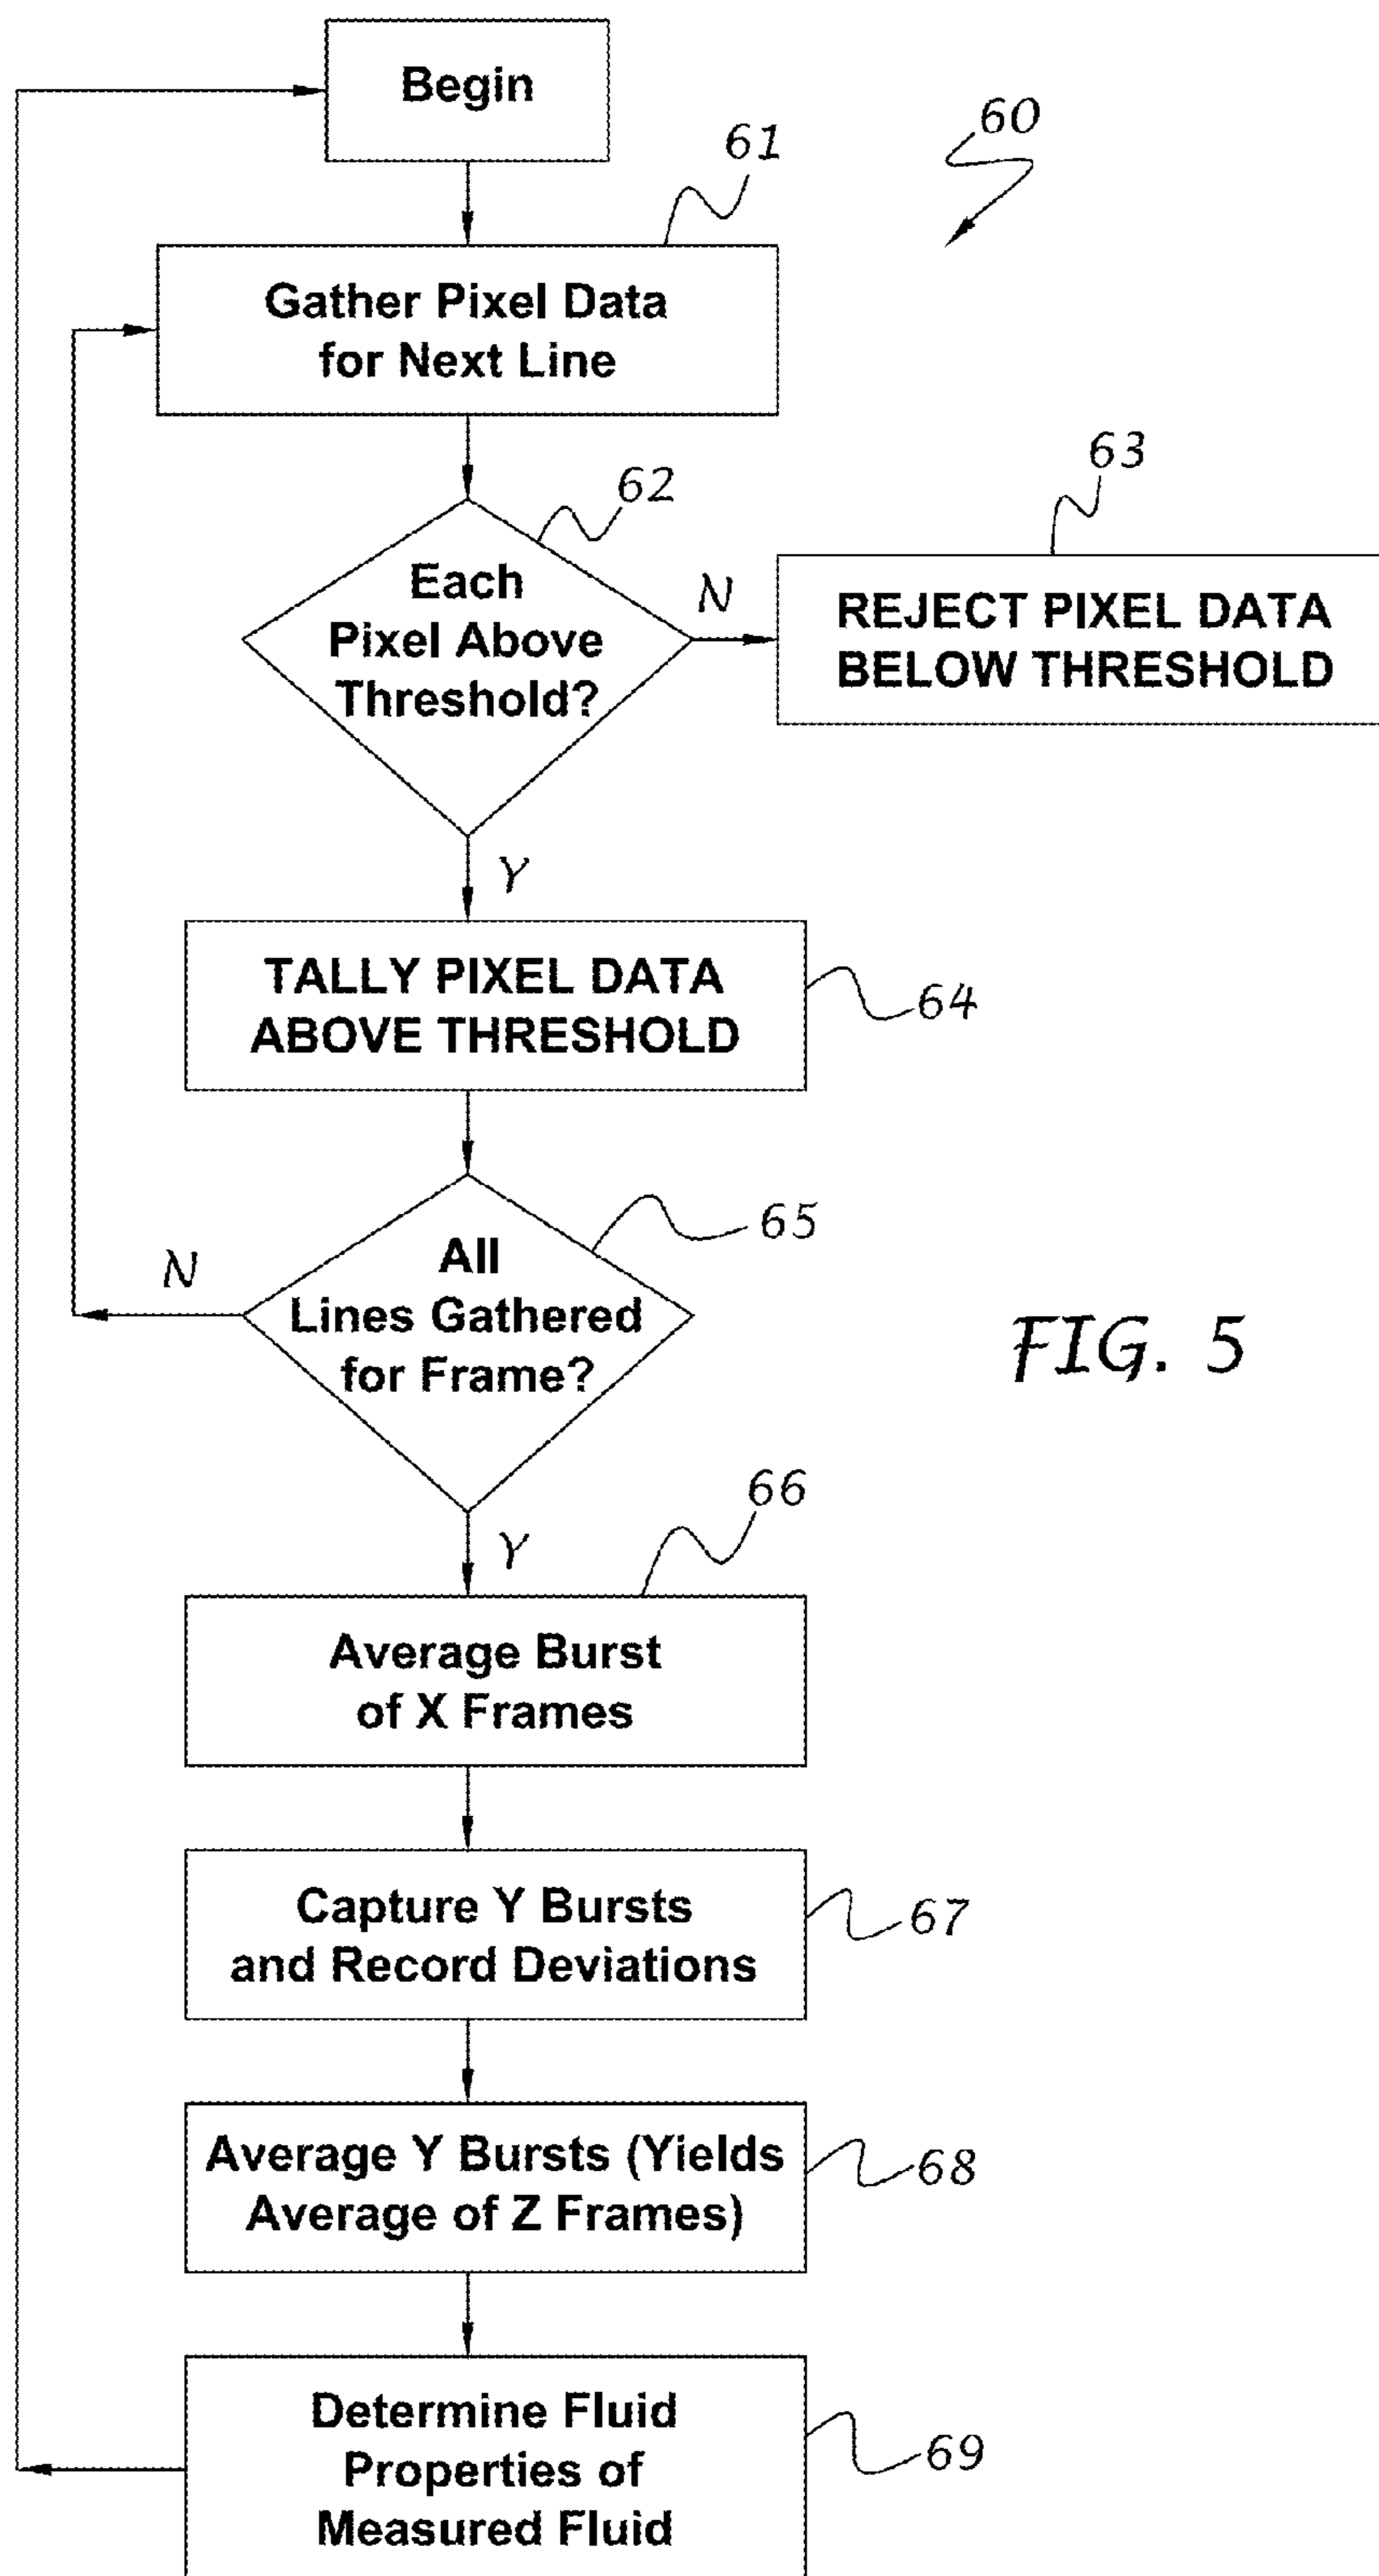 Begin
60
61
Gather Pixel Data
for Next Line
62
Each
Pixel Above
Threshold?
N
63
REJECT PIXEL DATA
BELOW THRESHOLD
Y
TALLY PIXEL DATA
ABOVE THRESHOLD
64
All
Lines Gathered
for Frame?
65
N
FIG. 5
Y
66
Average Burst
of X Frames
Capture Y Bursts
and Record Deviations
67
Average Y Bursts (Yields
Average of Z Frames)
68
Determine Fluid
Properties of
Measured Fluid
69